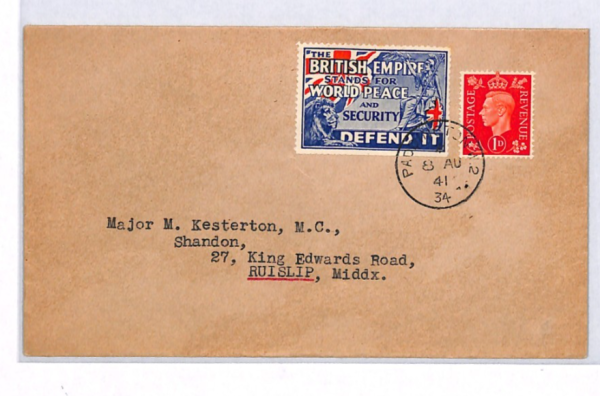 THE
BRITISH EMPIRE
STANDS FOR
WORLD PEACE
AND
SECURITY
DEFEND IT
POSTAGE REVENUE
1D
8 AU
41
34
Major M. Kesterton, M.C.,
Shandon,
27, King Edwards Road,
RUISLIP, Middx.